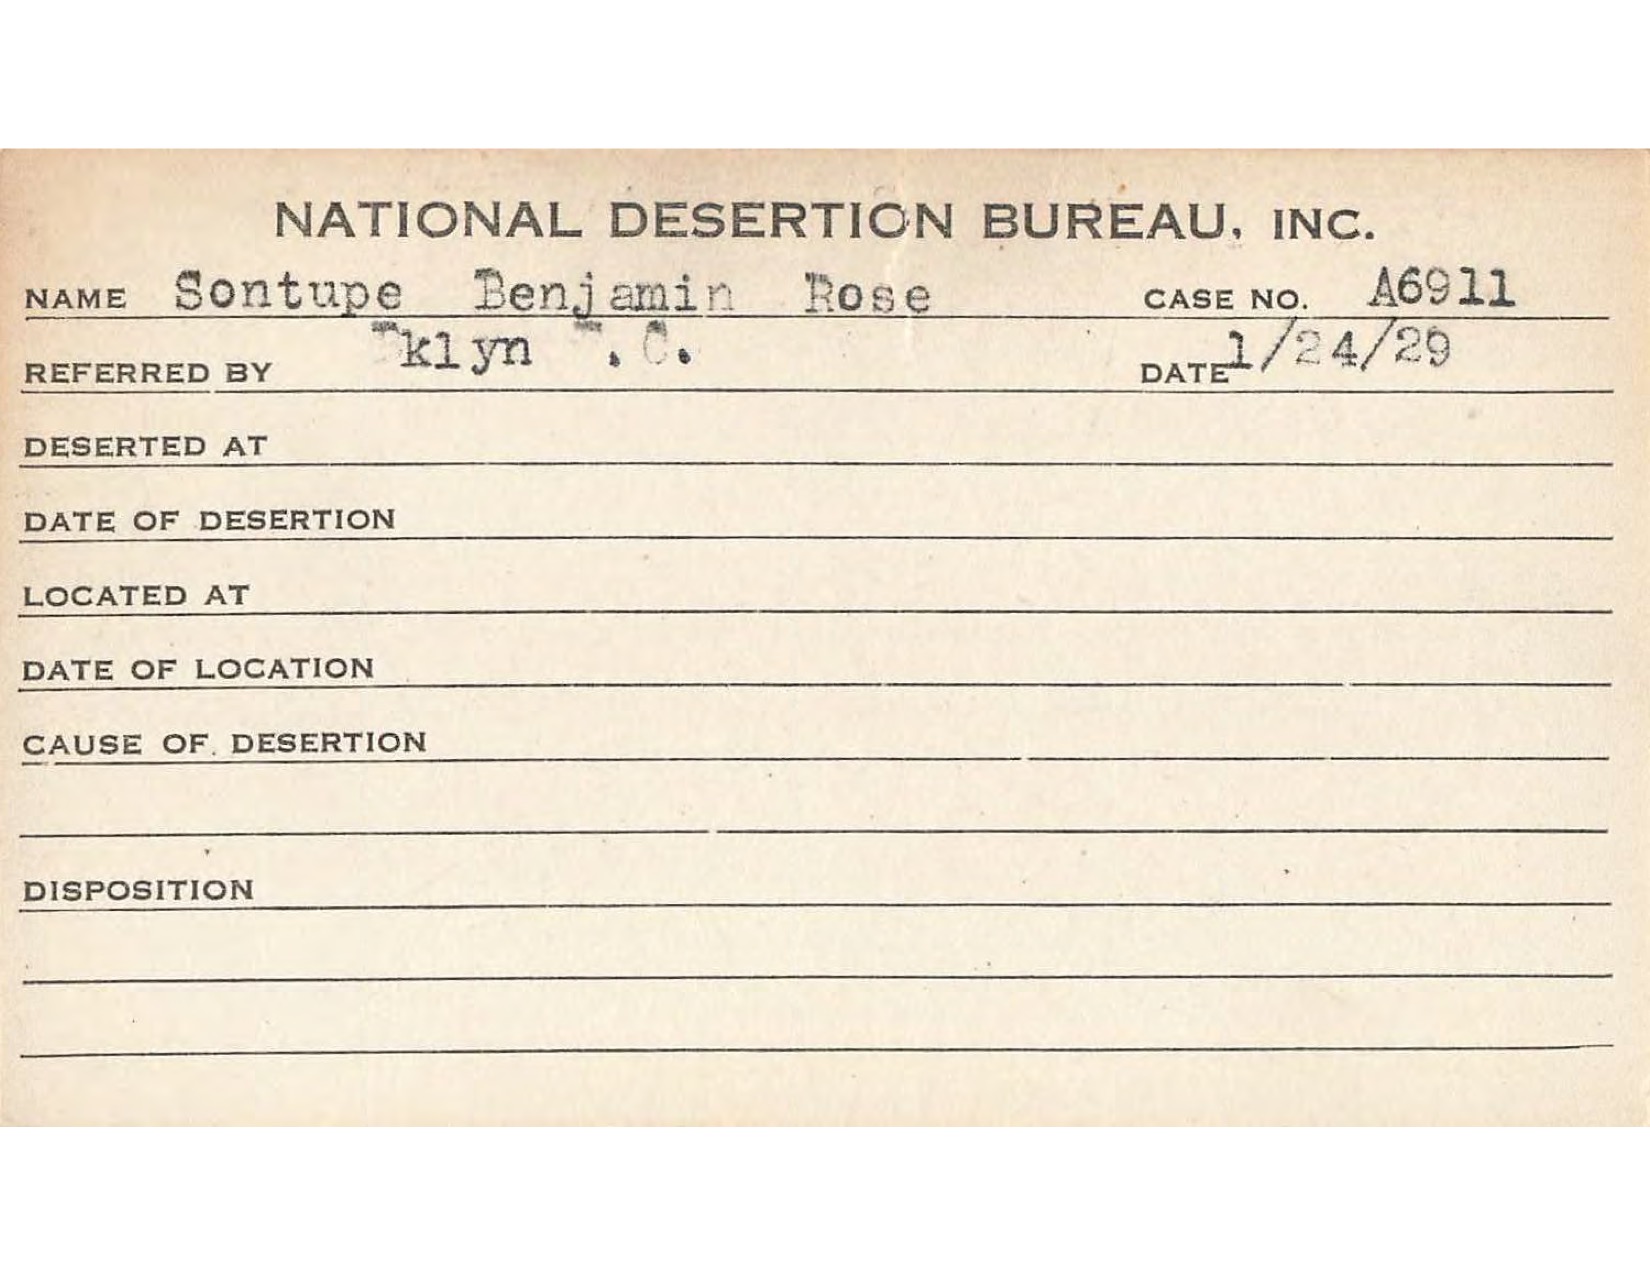 NATIONAL DESERTION BUREAU, INC.
NAME Sontupe Benjamin Rose CASE NO. A6911
REFERRED BY DATE 1/24/29
DESERTED AT
DATE OF DESERTION
LOCATED AT
DATE OF LOCATION
CAUSE OF DESERTION
DISPOSITION